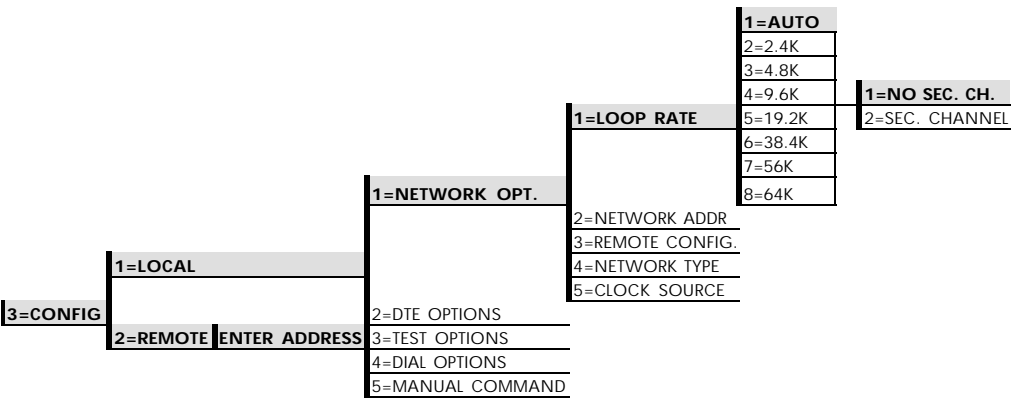 3=CONFIG
1=LOCAL
2=REMOTE
ENTER ADDRESS
1=NETWORK OPT.
2=DTE OPTIONS
3=TEST OPTIONS
4=DIAL OPTIONS
5=MANUAL COMMAND
1=LOOP RATE
2=NETWORK ADDR
3=REMOTE CONFIG.
4=NETWORK TYPE
5=CLOCK SOURCE
1=AUTO
2=2.4K
3=4.8K
4=9.6K
5=19.2K
6=38.4K
7=56K
8=64K
1=NO SEC. CH.
2=SEC. CHANNEL